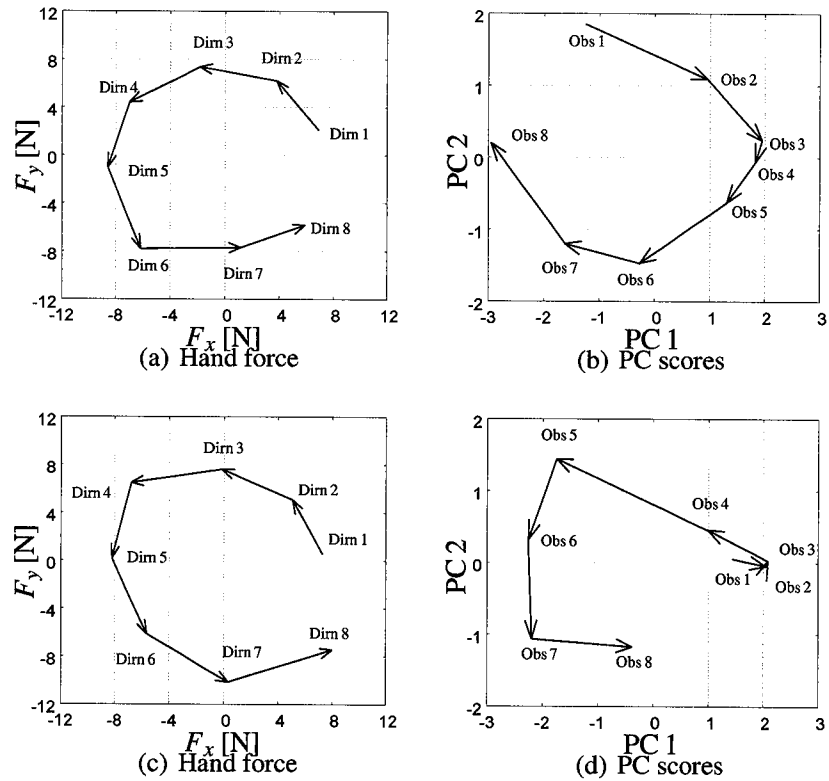 12
8
4
0
-4
-8
-12
-12 -8 -4 0 4 8 12
F_y [N]
F_x [N]
Dirn 1
Dirn 2
Dirn 3
Dirn 4
Dirn 5
Dirn 6
Dirn 7
Dirn 8
(a) Hand force
2
1
0
-1
-2
-3 -2 -1 0 1 2 3
PC 2
PC 1
Obs 1
Obs 2
Obs 3
Obs 4
Obs 5
Obs 6
Obs 7
Obs 8
(b) PC scores
12
8
4
0
-4
-8
-12
-12 -8 -4 0 4 8 12
F_y [N]
F_x [N]
Dirn 1
Dirn 2
Dirn 3
Dirn 4
Dirn 5
Dirn 6
Dirn 7
Dirn 8
(c) Hand force
2
1
0
-1
-2
-3 -2 -1 0 1 2 3
PC 2
PC 1
Obs 1
Obs 2
Obs 3
Obs 4
Obs 5
Obs 6
Obs 7
Obs 8
(d) PC scores